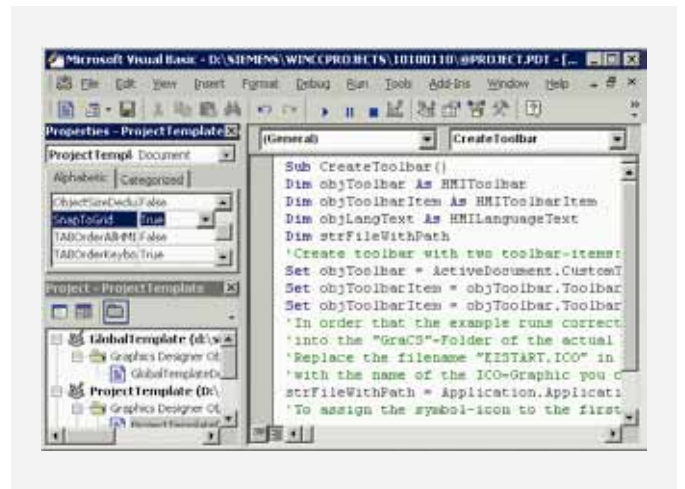 Microsoft Visual Basic - D:\SIEMENS\WINCCPROJECTS\10100110\@PROJECT.PDT - [...
File Edit View Insert Format Debug Run Tools Add-Ins Window Help
Properties - ProjectTemplate
ProjectTempl Document
Alphabetic Categorized
ObjectSizeDedu False
SnapToGrid True
TABOrderAllHMI False
TABOrderKeybo True
Project - ProjectTemplate
GlobalTemplate (d:\s
Graphics Designer Ob
GlobalTemplateD
ProjectTemplate (D:\
Graphics Designer Ob
(General) CreateToolbar
Sub CreateToolbar()
Dim objToolbar As HMIToolbar
Dim objToolbarItem As HMIToolbarItem
Dim objLangText As HMILanguageText
Dim strFileWithPath
'Create toolbar with two toolbar-items:
Set objToolbar = ActiveDocument.CustomT
Set objToolbarItem = objToolbar.Toolbar
Set objToolbarItem = objToolbar.Toolbar
'In order that the example runs correct
'into the "GraCS"-Folder of the actual
'Replace the filename "EZSTART.ICO" in
'with the name of the ICO-Graphic you c
strFileWithPath = Application.Applicati
'To assign the symbol-icon to the first